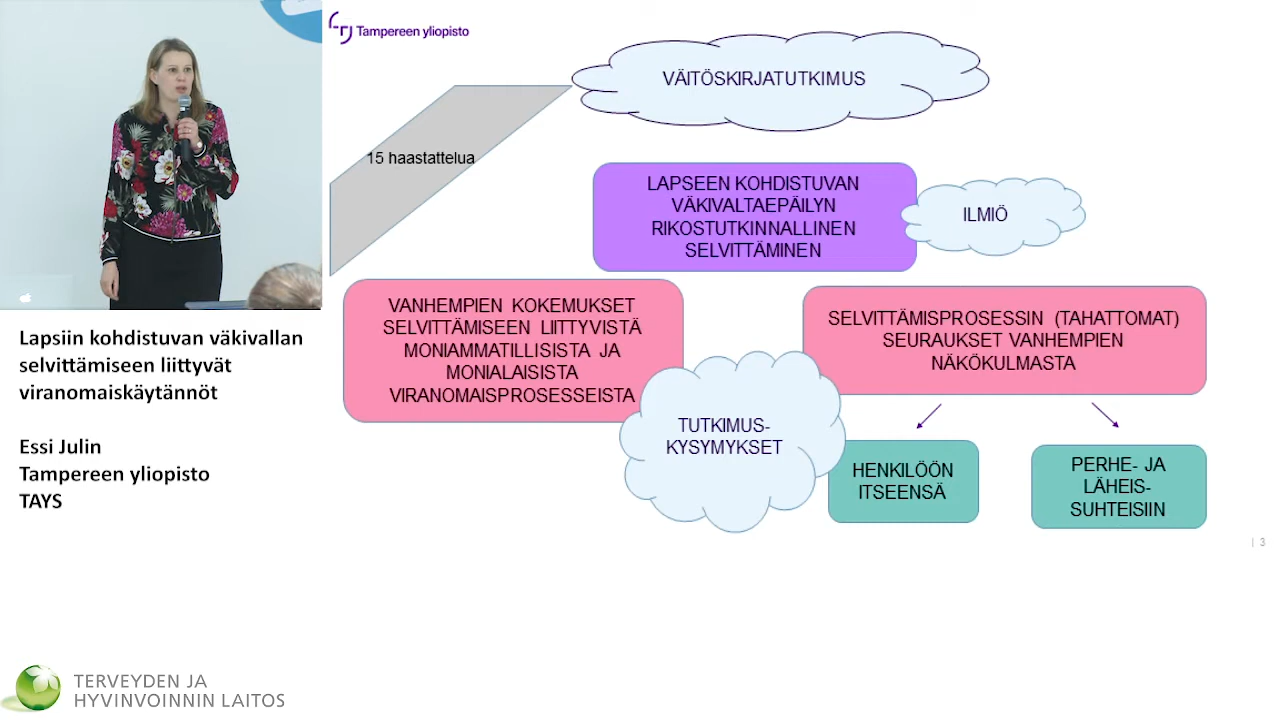 Tampereen yliopisto
VÄITÖSKIRJATUTKIMUS
15 haastattelua
LAPSEEN KOHDISTUVAN
VÄKIVALTAEPÄILYN
RIKOSTUTKINNALLINEN
SELVITTÄMINEN
ILMIÖ
VANHEMPIEN KOKEMUKSET
SELVITTÄMISEEN LIITTYVISTÄ
MONIAMMATILLISISTA JA
MONIALAISISTA
VIRANOMAISPROSESSEISTA
SELVITTÄMISPROSESSIN (TAHATTOMAT)
SEURAUKSET VANHEMPIEN
NÄKÖKULMASTA
TUTKIMUS-
KYSYMYKSET
HENKILÖÖN
ITSEENSÄ
PERHE- JA
LÄHEIS-
SUHTEISIIN
| 3
Lapsiin kohdistuvan väkivallan
selvittämiseen liittyvät
viranomaiskäytännöt
Essi Julin
Tampereen yliopisto
TAYS
TERVEYDEN JA
HYVINVOINNIN LAITOS